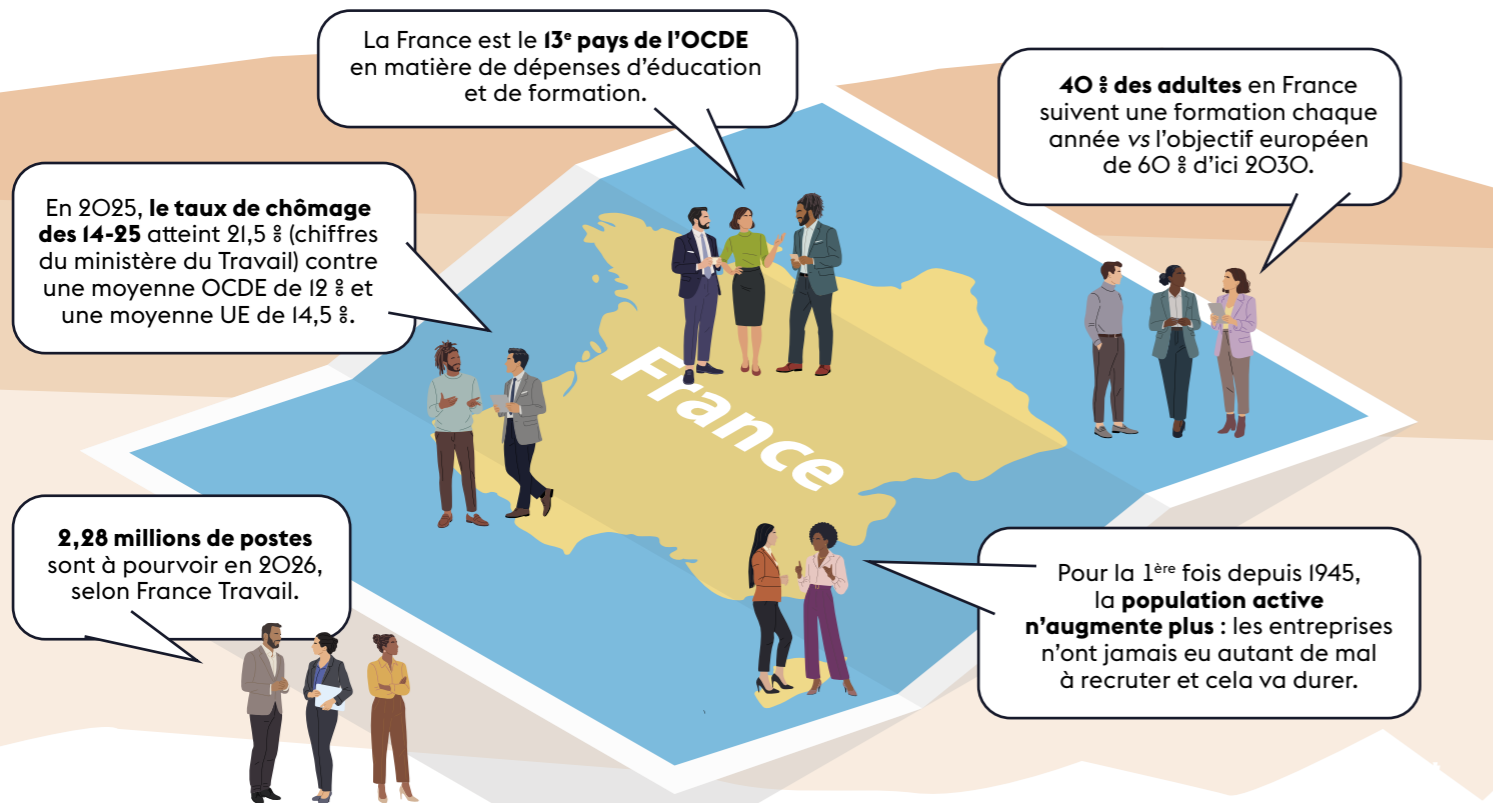 La France est le 13e pays de l'OCDE
en matière de dépenses d'éducation
et de formation.
40 % des adultes en France
suivent une formation chaque
année vs l'objectif européen
de 60 % d'ici 2030.
En 2025, le taux de chômage
des 14-25 atteint 21,5 % (chiffres
du ministère du Travail) contre
une moyenne OCDE de 12 % et
une moyenne UE de 14,5 %.
France
2,28 millions de postes
sont à pourvoir en 2026,
selon France Travail.
Pour la 1ère fois depuis 1945,
la population active
n'augmente plus : les entreprises
n'ont jamais eu autant de mal
à recruter et cela va durer.